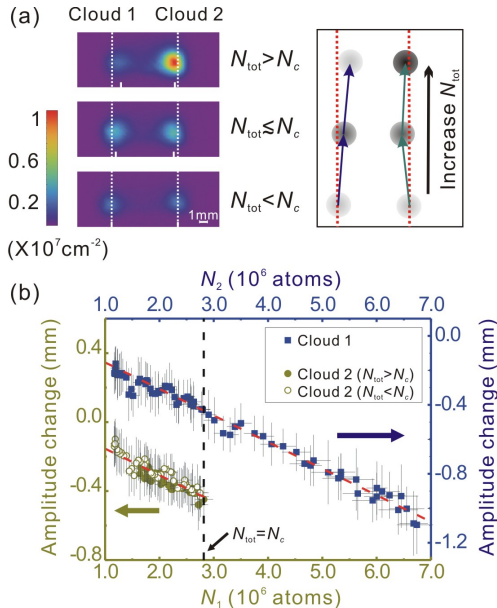 (a)
Cloud 1 Cloud 2
N_tot>N_c
N_tot≲N_c
N_tot<N_c
1
0.6
0.2
(X10⁷cm⁻²)
1mm
Increase N_tot
(b)
N₂ (10⁶ atoms)
1.0 2.0 3.0 4.0 5.0 6.0 7.0
Amplitude change (mm)
0.4
0.0
-0.4
-0.8
Cloud 1
Cloud 2 (N_tot>N_c)
Cloud 2 (N_tot<N_c)
N_tot=N_c
0.0
-0.4
-0.8
-1.2
Amplitude change (mm)
1.0 2.0 3.0 4.0 5.0 6.0 7.0
N₁ (10⁶ atoms)